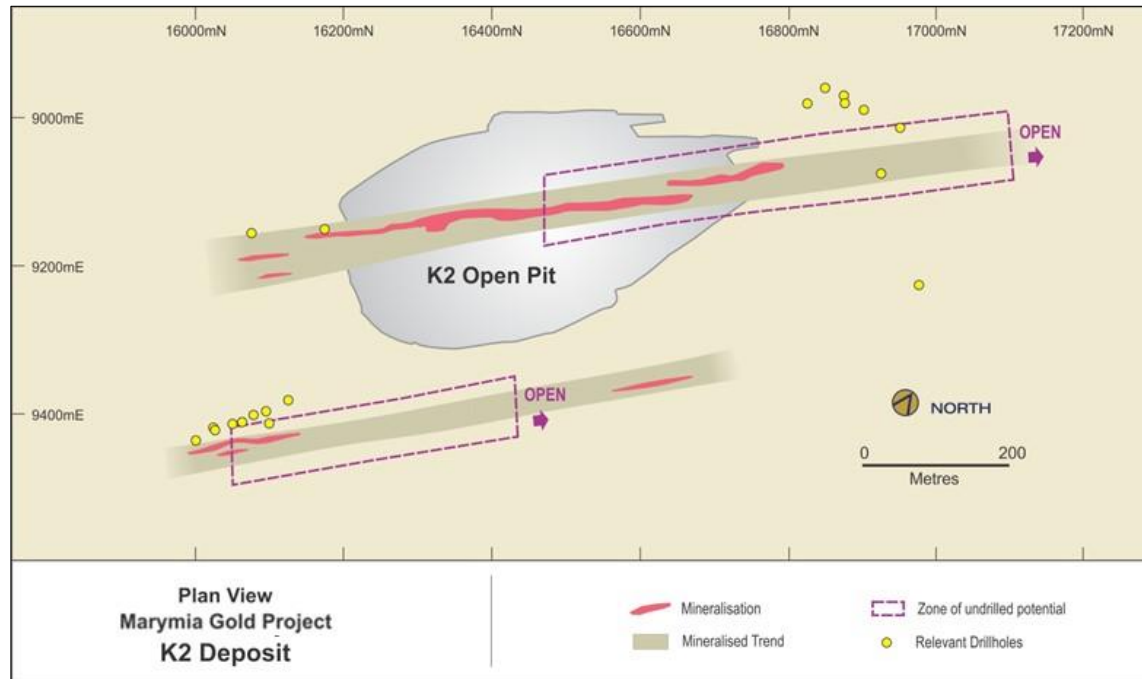 16000mN
16200mN
16400mN
16600mN
16800mN
17000mN
17200mN
9000mE
OPEN
9200mE
K2 Open Pit
OPEN
9400mE
NORTH
0
200
Metres
Plan View
Marymia Gold Project
K2 Deposit
Mineralisation
Zone of undrilled potential
Mineralised Trend
Relevant Drillholes